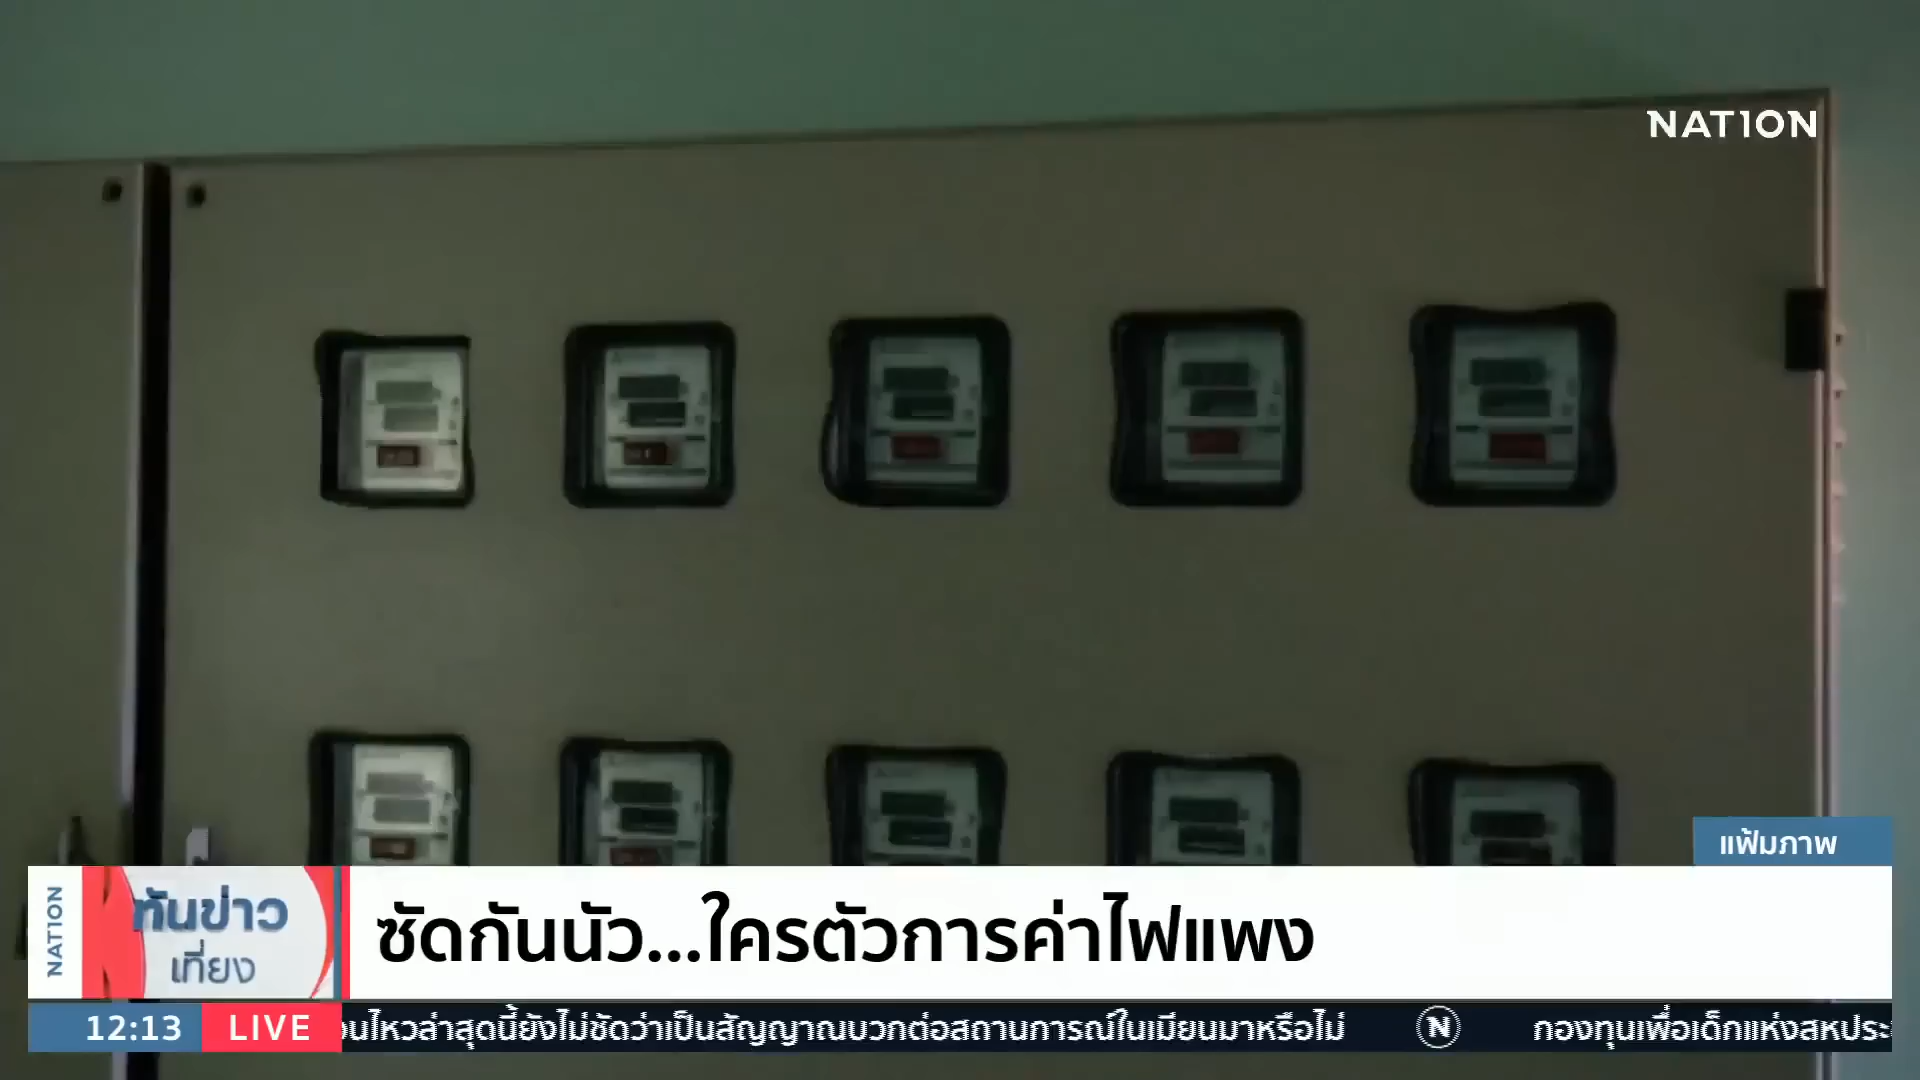 NATION
แฟ้มภาพ
NATION
ทันข่าว
เที่ยง
ซัดกันนัว...ใครตัวการค่าไฟแพง
12:13
LIVE
ไหวล่าสุดนี้ยังไม่ชัดว่าเป็นสัญญาณบวกต่อสถานการณ์ในเมียนมาหรือไม่
N
กองทุนเพื่อเด็กแห่งสหประ